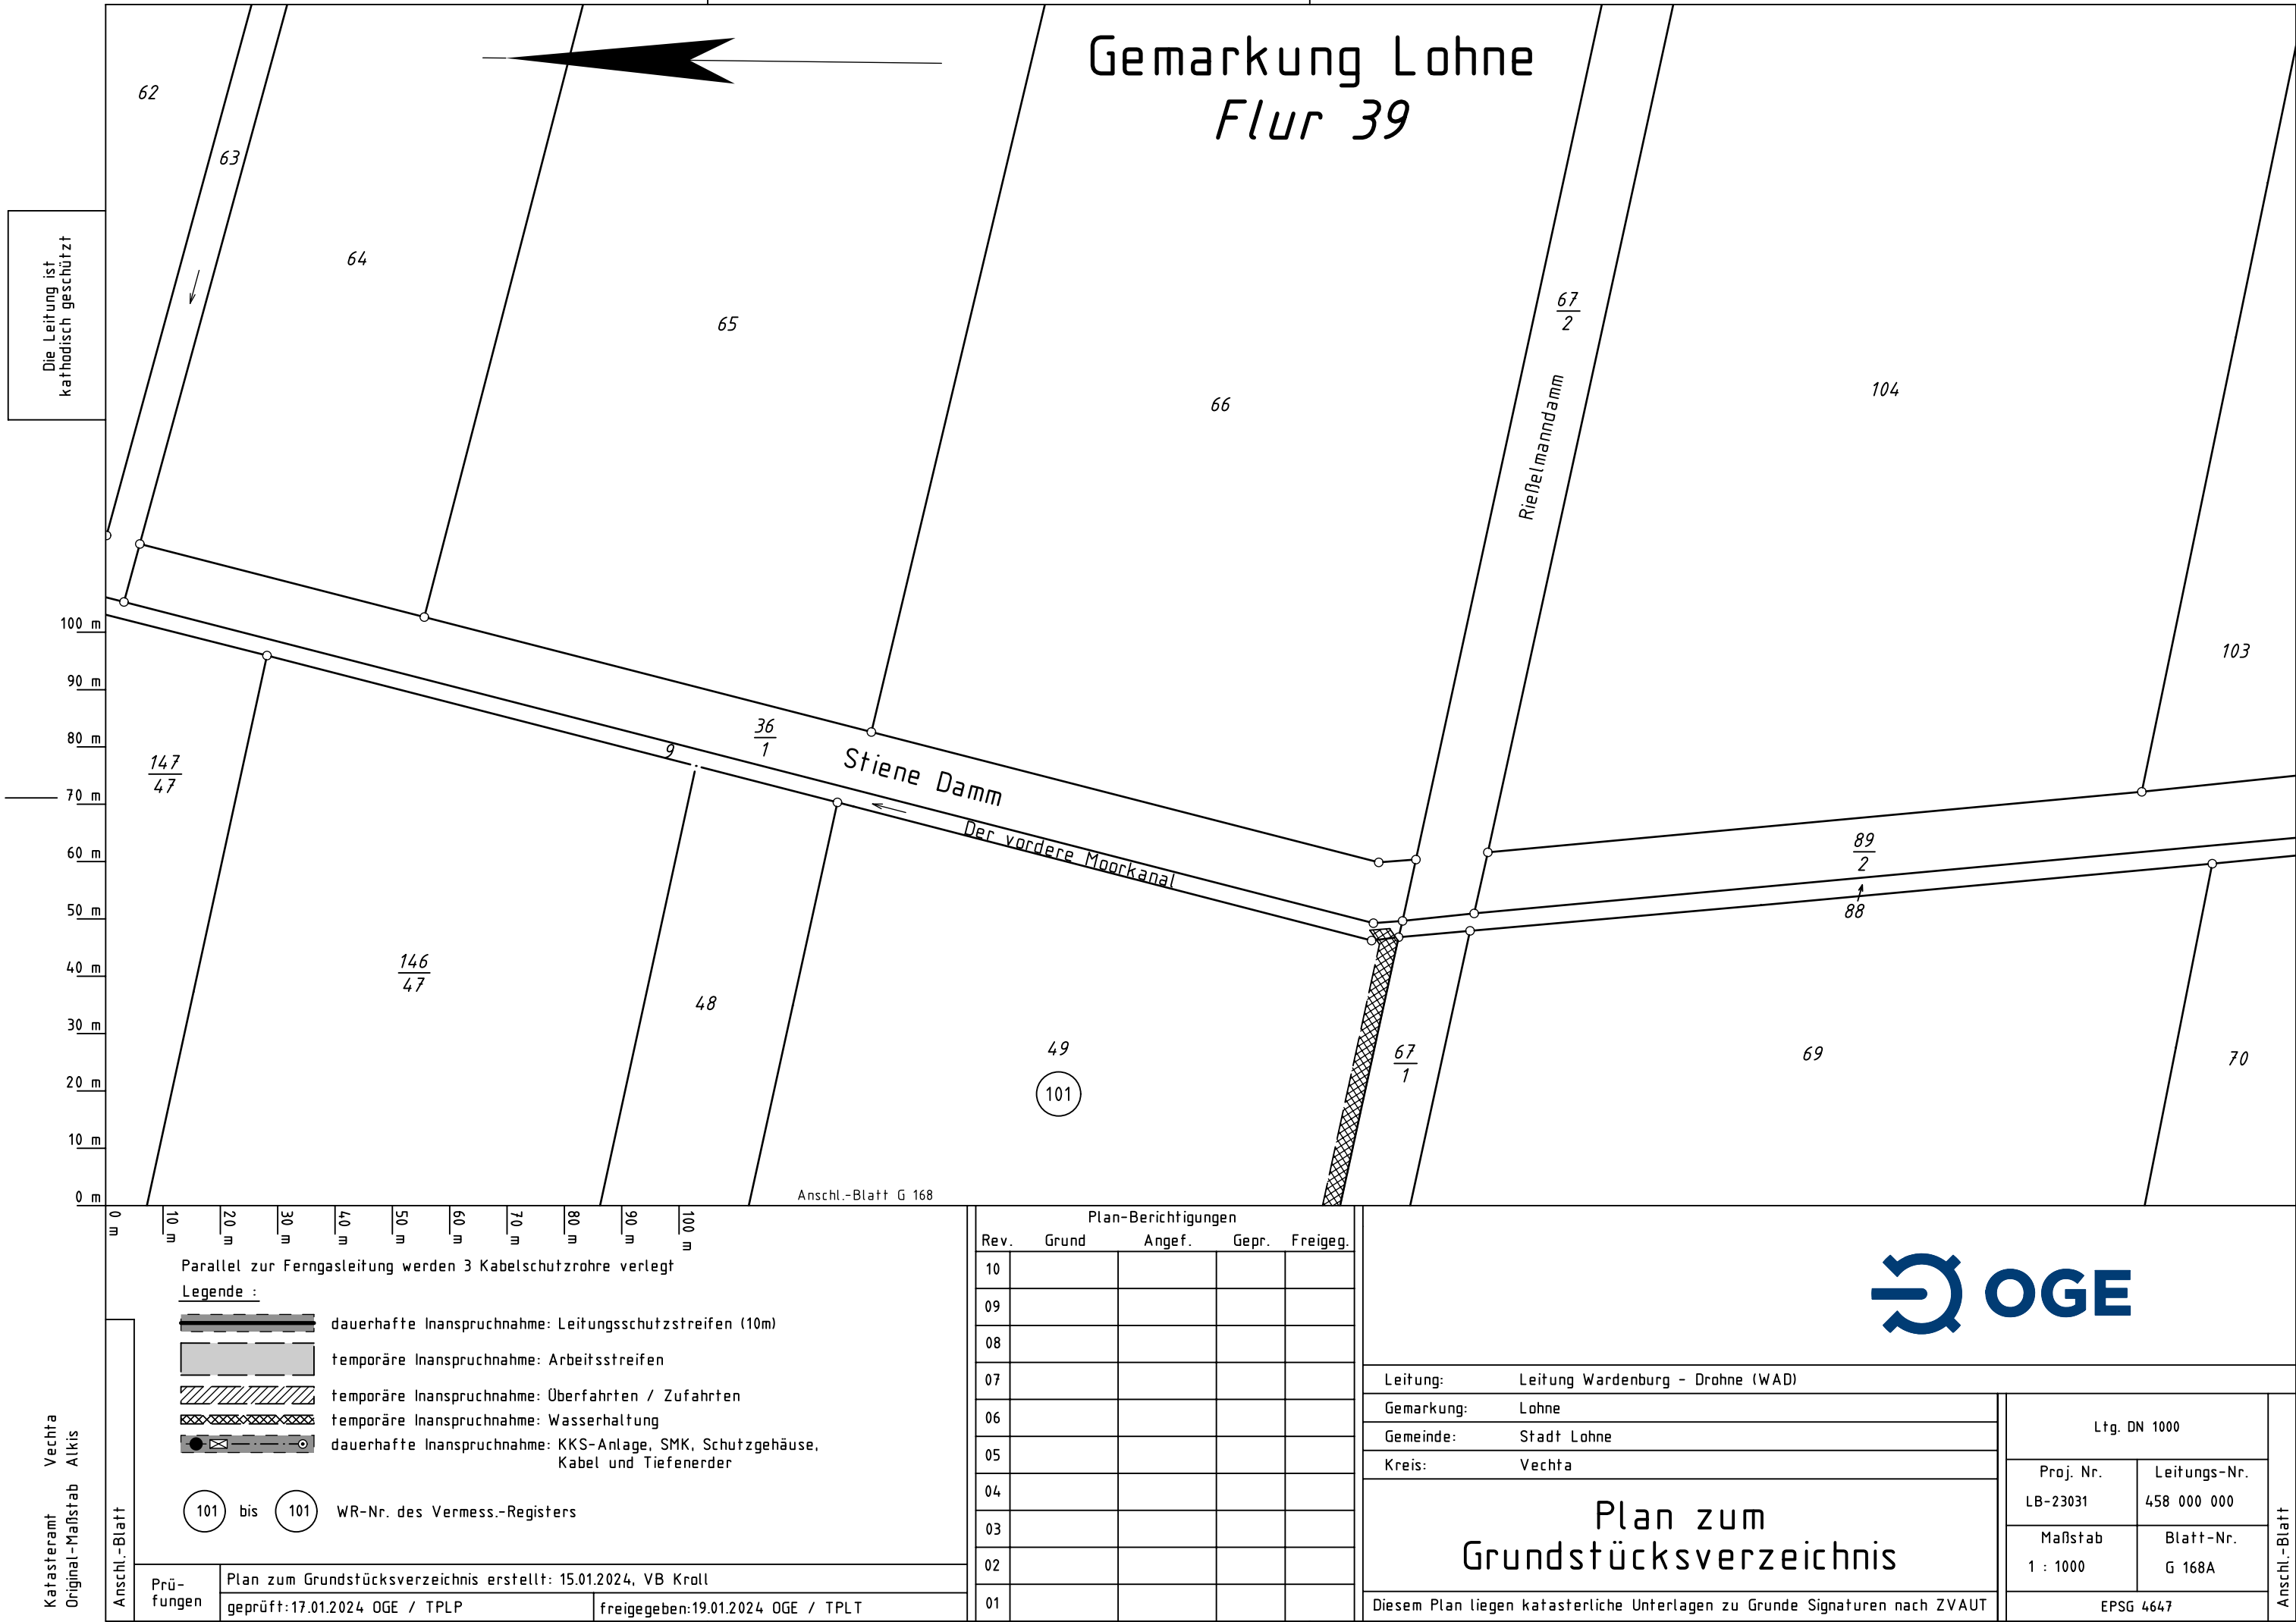 Gemarkung Lohne
Flur 39
62
63
64
65
66
67
2
Rießelmanndamm
104
103
Die Leitung ist
kathodisch geschützt
36
1
9
Stiene Damm
Der vordere Moorkanal
89
2
88
147
47
146
47
48
49
101
67
1
69
70
Anschl.-Blatt G 168
100 m
90 m
80 m
70 m
60 m
50 m
40 m
30 m
20 m
10 m
0 m
0 m
10 m
20 m
30 m
40 m
50 m
60 m
70 m
80 m
90 m
100 m
Parallel zur Ferngasleitung werden 3 Kabelschutzrohre verlegt
Legende :
dauerhafte Inanspruchnahme: Leitungsschutzstreifen (10m)
temporäre Inanspruchnahme: Arbeitsstreifen
temporäre Inanspruchnahme: Überfahrten / Zufahrten
temporäre Inanspruchnahme: Wasserhaltung
dauerhafte Inanspruchnahme: KKS-Anlage, SMK, Schutzgehäuse,
Kabel und Tiefenerder
101 bis 101 WR-Nr. des Vermess.-Registers
Katasteramt Vechta
Original-Maßstab Alkis
Anschl.-Blatt
Prü-
fungen
Plan zum Grundstücksverzeichnis erstellt: 15.01.2024, VB Kroll
geprüft:17.01.2024 OGE / TPLP
freigegeben:19.01.2024 OGE / TPLT
Plan-Berichtigungen
Rev. Grund Angef. Gepr. Freigeg.
10
09
08
07
06
05
04
03
02
01
OGE
Leitung: Leitung Wardenburg - Drohne (WAD)
Gemarkung: Lohne
Gemeinde: Stadt Lohne
Kreis: Vechta
Plan zum
Grundstücksverzeichnis
Diesem Plan liegen katasterliche Unterlagen zu Grunde Signaturen nach ZVAUT
Ltg. DN 1000
Proj. Nr. Leitungs-Nr.
LB-23031 458 000 000
Maßstab Blatt-Nr.
1 : 1000 G 168A
EPSG 4647
Anschl.-Blatt